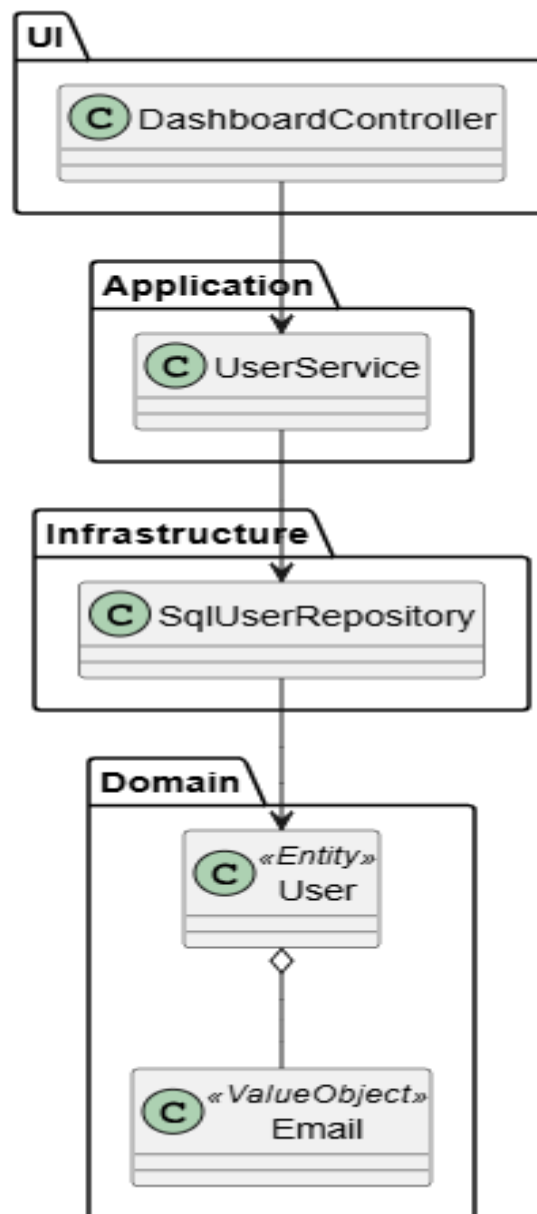 UI
C DashboardController
Application
C UserService
Infrastructure
C SqlUserRepository
Domain
C «Entity»
User
C «ValueObject»
Email